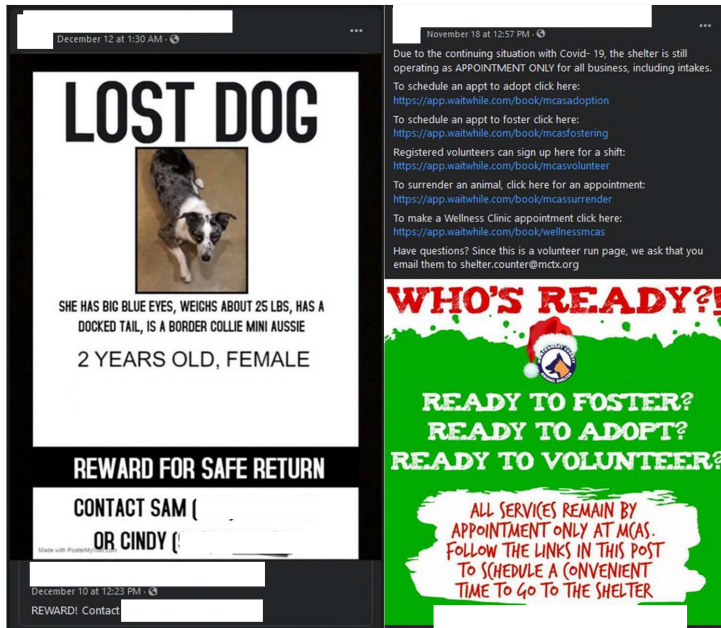 December 12 at 1:30 AM ·
LOST DOG
SHE HAS BIG BLUE EYES, WEIGHS ABOUT 25 LBS, HAS A
DOCKED TAIL, IS A BORDER COLLIE MINI AUSSIE
2 YEARS OLD, FEMALE
REWARD FOR SAFE RETURN
CONTACT SAM (
OR CINDY (
Made with PosterMyWall.com
December 10 at 12:23 PM ·
REWARD! Contact
November 18 at 12:57 PM ·
Due to the continuing situation with Covid- 19, the shelter is still
operating as APPOINTMENT ONLY for all business, including intakes.
To schedule an appt to adopt click here:
https://app.waitwhile.com/book/mcasadoption
To schedule an appt to foster click here:
https://app.waitwhile.com/book/mcasfostering
Registered volunteers can sign up here for a shift:
https://app.waitwhile.com/book/mcasvolunteer
To surrender an animal, click here for an appointment:
https://app.waitwhile.com/book/mcassurrender
To make a Wellness Clinic appointment click here:
https://app.waitwhile.com/book/wellnessmcas
Have questions? Since this is a volunteer run page, we ask that you
email them to shelter.counter@mctx.org
WHO'S READY?!
READY TO FOSTER?
READY TO ADOPT?
READY TO VOLUNTEER?
ALL SERVICES REMAIN BY
APPOINTMENT ONLY AT MCAS.
FOLLOW THE LINKS IN THIS POST
TO SCHEDULE A CONVENIENT
TIME TO GO TO THE SHELTER